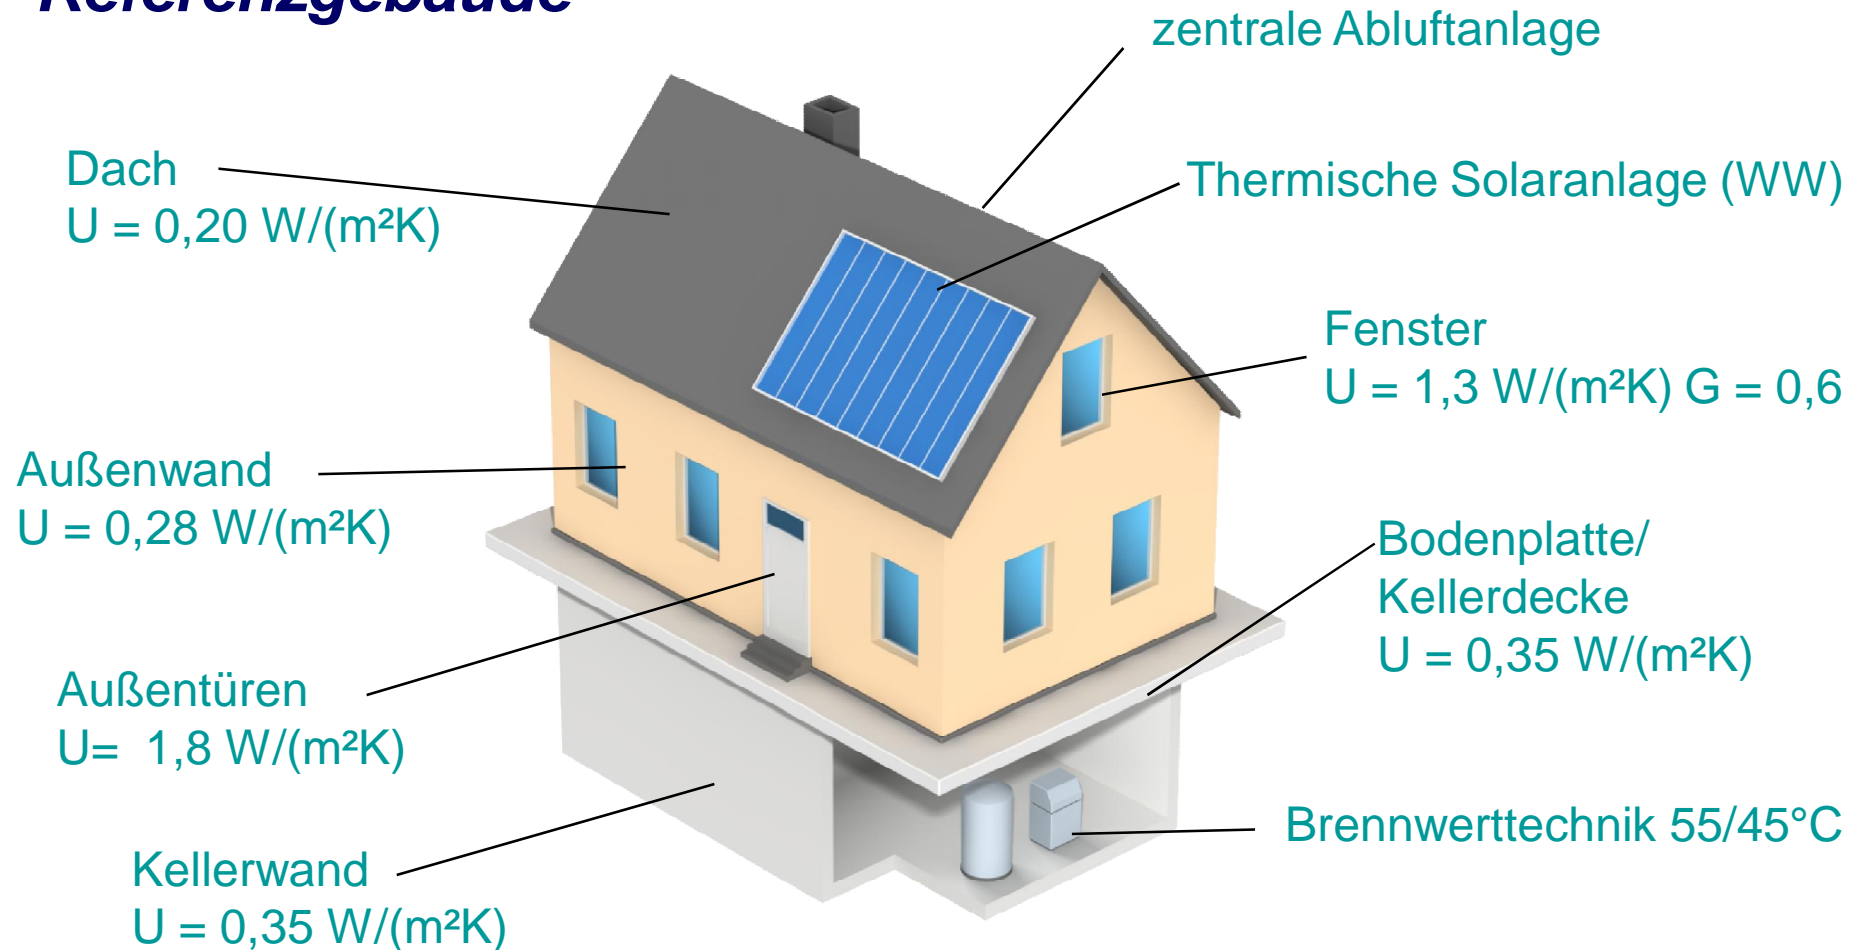 Referenzgebäude
zentrale Abluftanlage
Dach
U = 0,20 W/(m²K)
Thermische Solaranlage (WW)
Fenster
U = 1,3 W/(m²K) G = 0,6
Außenwand
U = 0,28 W/(m²K)
Bodenplatte/
Kellerdecke
U = 0,35 W/(m²K)
Außentüren
U=  1,8 W/(m²K)
Brennwerttechnik 55/45°C
Kellerwand
U = 0,35 W/(m²K)